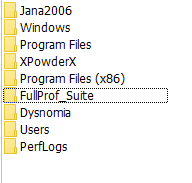 Jana2006
Windows
Program Files
XPowderX
Program Files (x86)
FullProf_Suite
Dysnomia
Users
PerfLogs